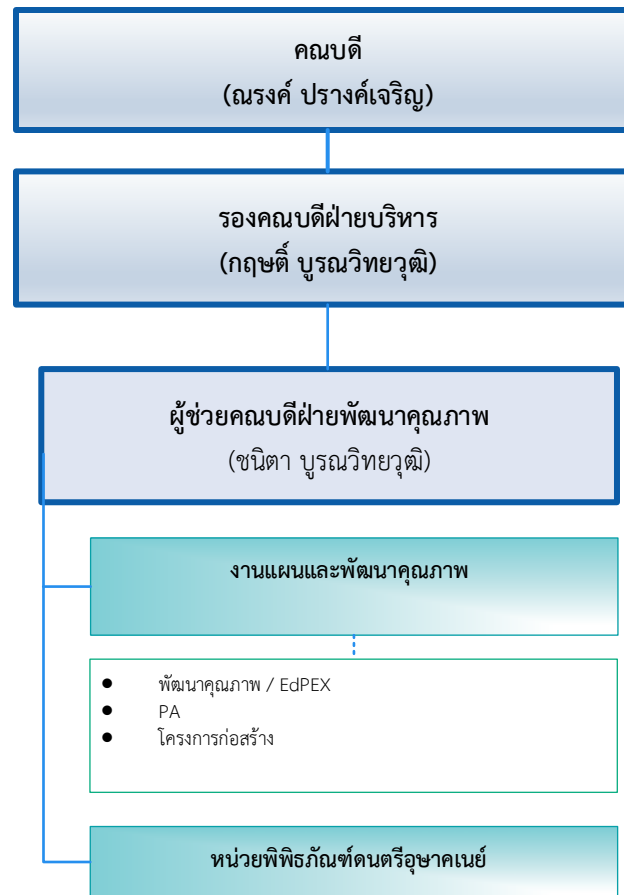 คณบดี
(ณรงค์ ปรางค์เจริญ)
รองคณบดีฝ่ายบริหาร
(กฤษติ์ บูรณวิทยวุฒิ)
ผู้ช่วยคณบดีฝ่ายพัฒนาคุณภาพ
(ชนิตา บูรณวิทยวุฒิ)
งานแผนและพัฒนาคุณภาพ
● พัฒนาคุณภาพ / EdPEX
● PA
● โครงการก่อสร้าง
หน่วยพิพิธภัณฑ์ดนตรีอุษาคเนย์